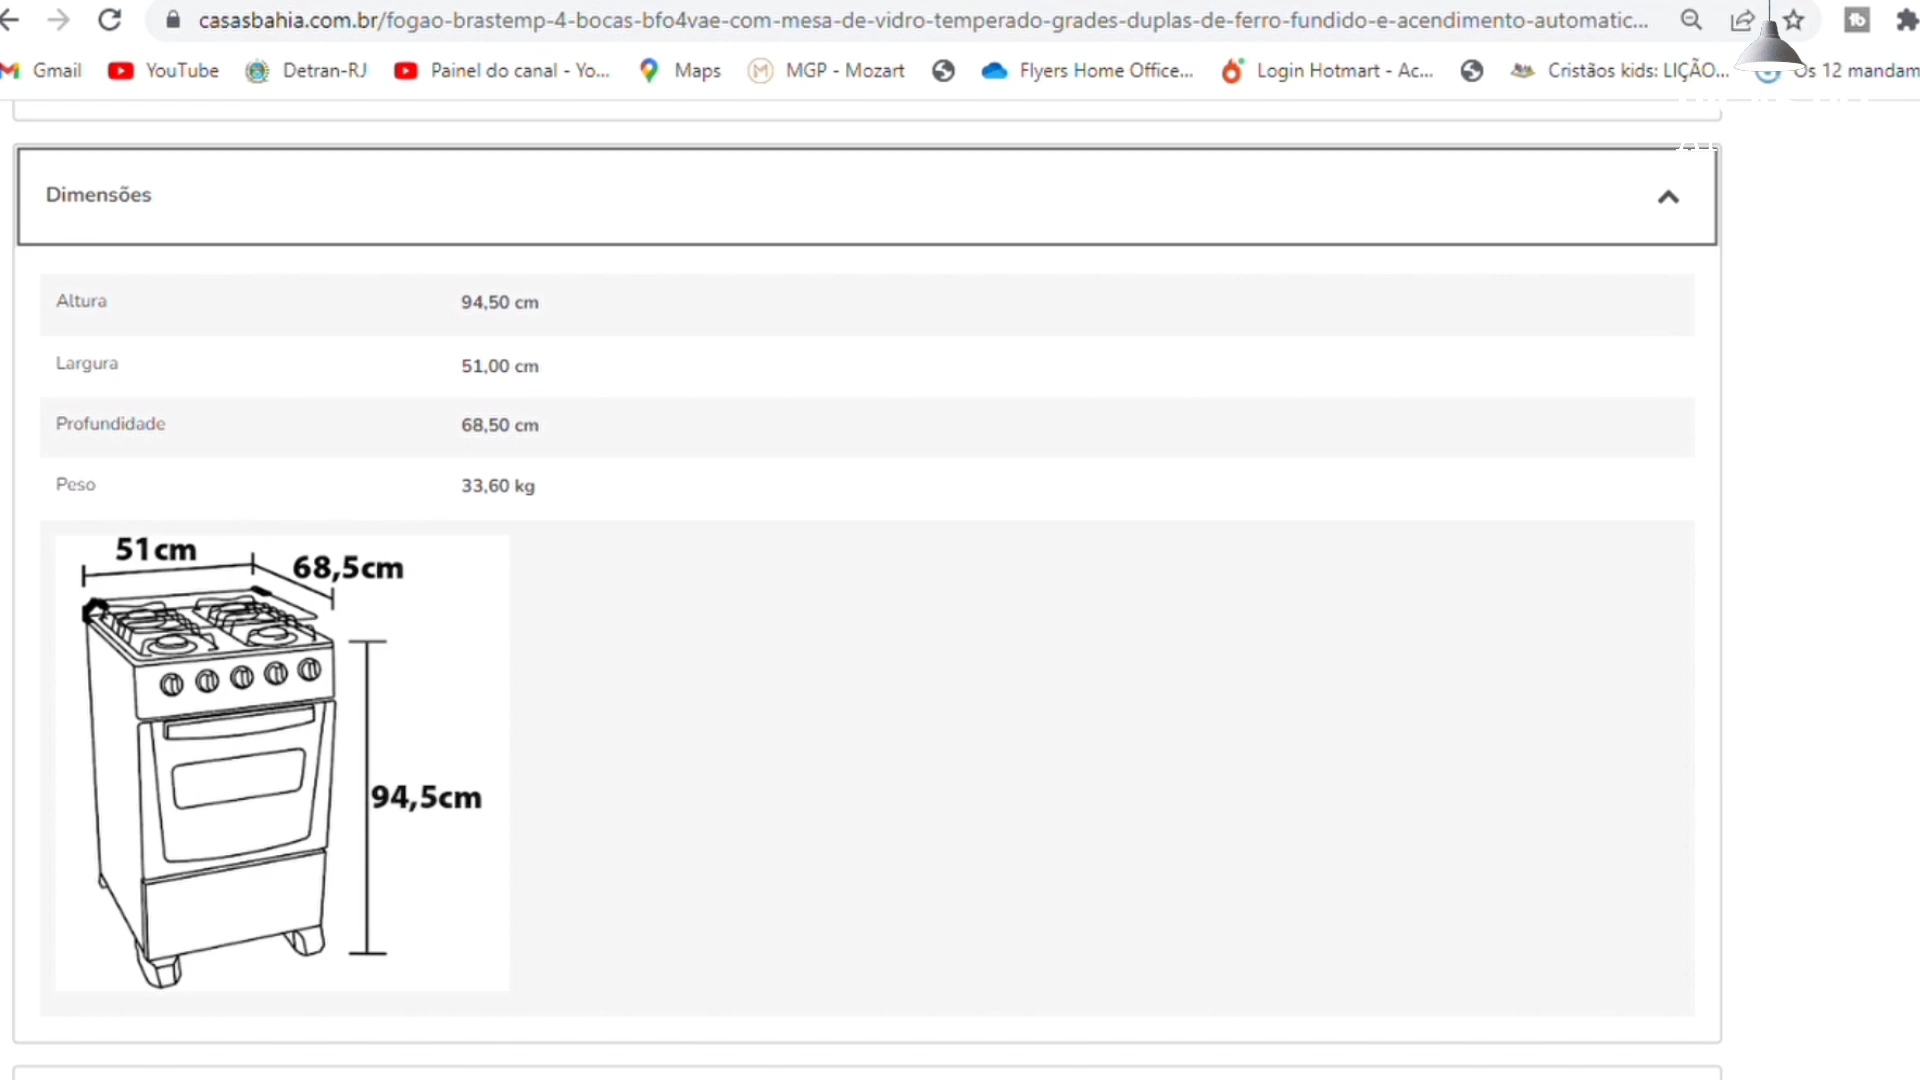 casasbahia.com.br/fogao-brastemp-4-bocas-bfo4vae-com-mesa-de-vidro-temperado-grades-duplas-de-ferro-fundido-e-acendimento-automatic...
Gmail YouTube Detran-RJ Painel do canal - Yo... Maps MGP - Mozart Flyers Home Office... Login Hotmart - Ac... Cristãos kids: LIÇÃO... Os 12 mandam
Dimensões
Altura 94,50 cm
Largura 51,00 cm
Profundidade 68,50 cm
Peso 33,60 kg
51cm
68,5cm
94,5cm